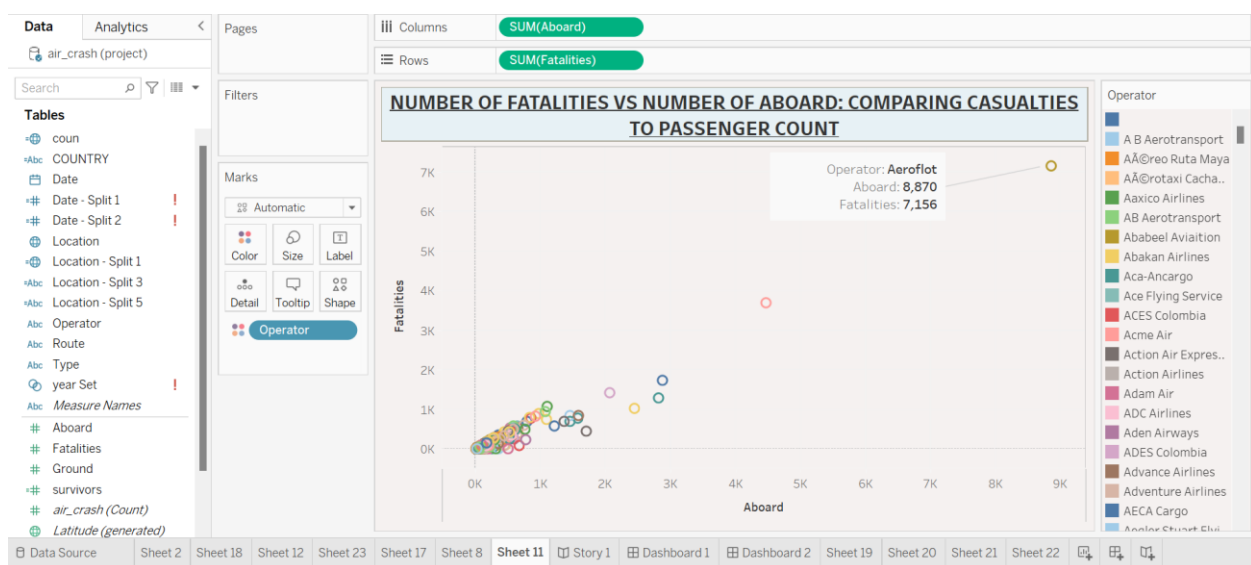 Data
Analytics
air_crash (project)
Search
Tables
coun
Abc COUNTRY
Date
Date - Split 1 !
Date - Split 2 !
Location
Location - Split 1
Abc Location - Split 3
Abc Location - Split 5
Abc Operator
Abc Route
Abc Type
year Set !
Abc Measure Names
# Aboard
# Fatalities
# Ground
=# survivors
# air_crash (Count)
Latitude (generated)
Pages
Filters
Marks
Automatic
Color Size Label
Detail Tooltip Shape
Operator
Columns SUM(Aboard)
Rows SUM(Fatalities)
NUMBER OF FATALITIES VS NUMBER OF ABOARD: COMPARING CASUALTIES
TO PASSENGER COUNT
Operator: Aeroflot
Aboard: 8,870
Fatalities: 7,156
7K
6K
5K
4K
3K
2K
1K
0K
Fatalities
0K 1K 2K 3K 4K 5K 6K 7K 8K 9K
Aboard
Operator
A B Aerotransport
AÃ©reo Ruta Maya
AÃ©rotaxi Cacha..
Aaxico Airlines
AB Aerotransport
Ababeel Aviaition
Abakan Airlines
Aca-Ancargo
Ace Flying Service
ACES Colombia
Acme Air
Action Air Expres..
Action Airlines
Adam Air
ADC Airlines
Aden Airways
ADES Colombia
Advance Airlines
Adventure Airlines
AECA Cargo
Data Source Sheet 2 Sheet 18 Sheet 12 Sheet 23 Sheet 17 Sheet 8 Sheet 11 Story 1 Dashboard 1 Dashboard 2 Sheet 19 Sheet 20 Sheet 21 Sheet 22